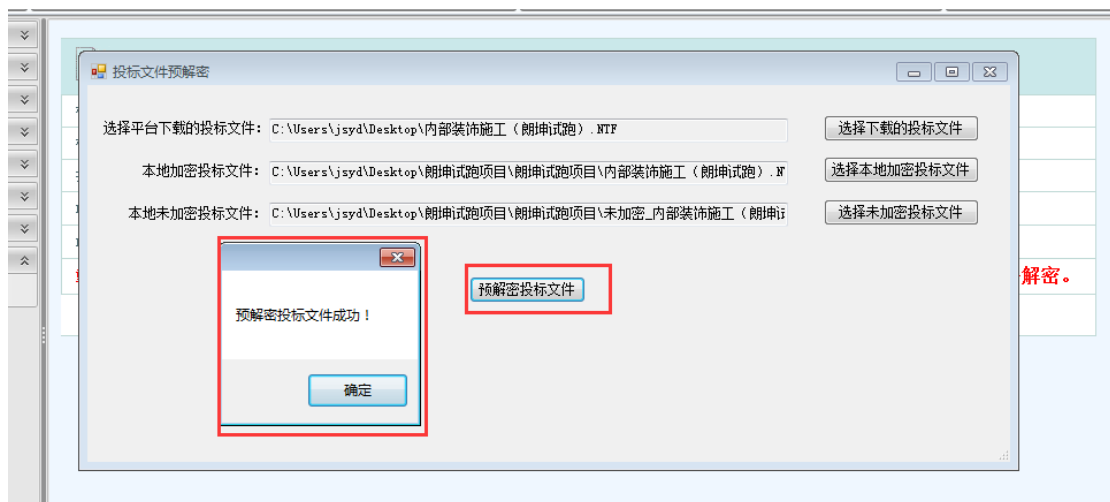 投标文件预解密
选择平台下载的投标文件: C:\Users\jsyd\Desktop\内部装饰施工(朗坤试跑).NTF 选择下载的投标文件
本地加密投标文件: C:\Users\jsyd\Desktop\朗坤试跑项目\朗坤试跑项目\内部装饰施工(朗坤试跑). 选择本地加密投标文件
本地未加密投标文件: C:\Users\jsyd\Desktop\朗坤试跑项目\朗坤试跑项目\未加密_内部装饰施工(朗坤 选择未加密投标文件
解密。
预解密投标文件
预解密投标文件成功!
确定